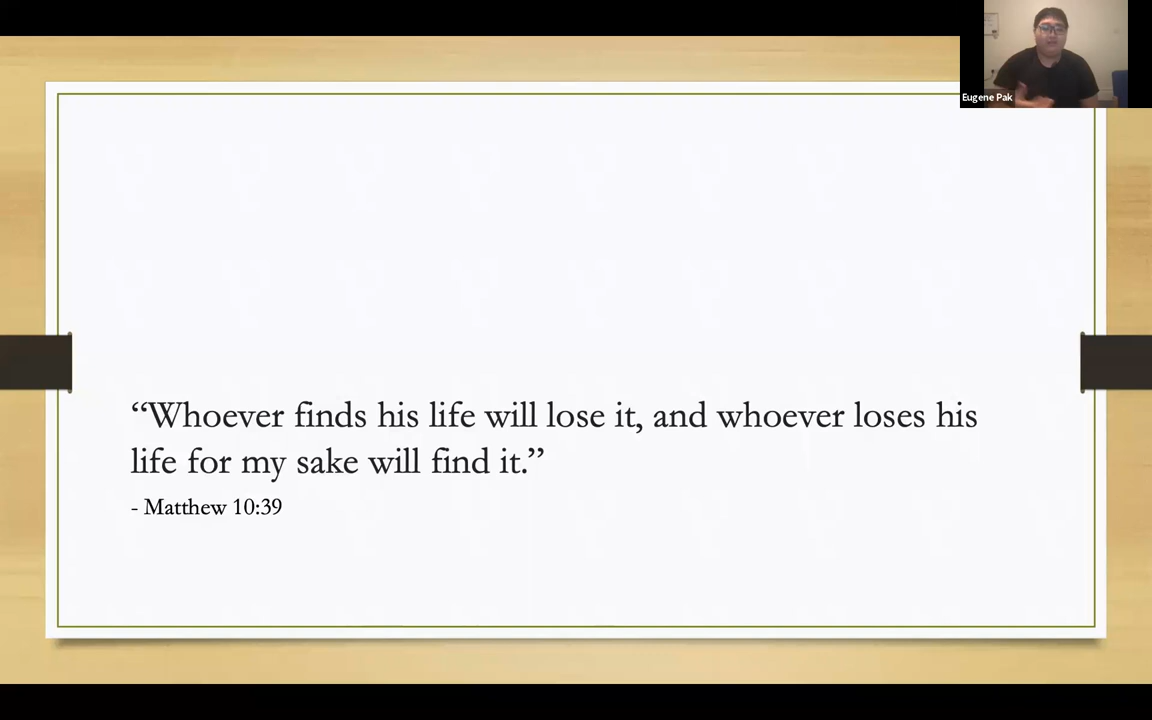 Eugene Pak
“Whoever finds his life will lose it, and whoever loses his
life for my sake will find it.”
- Matthew 10:39